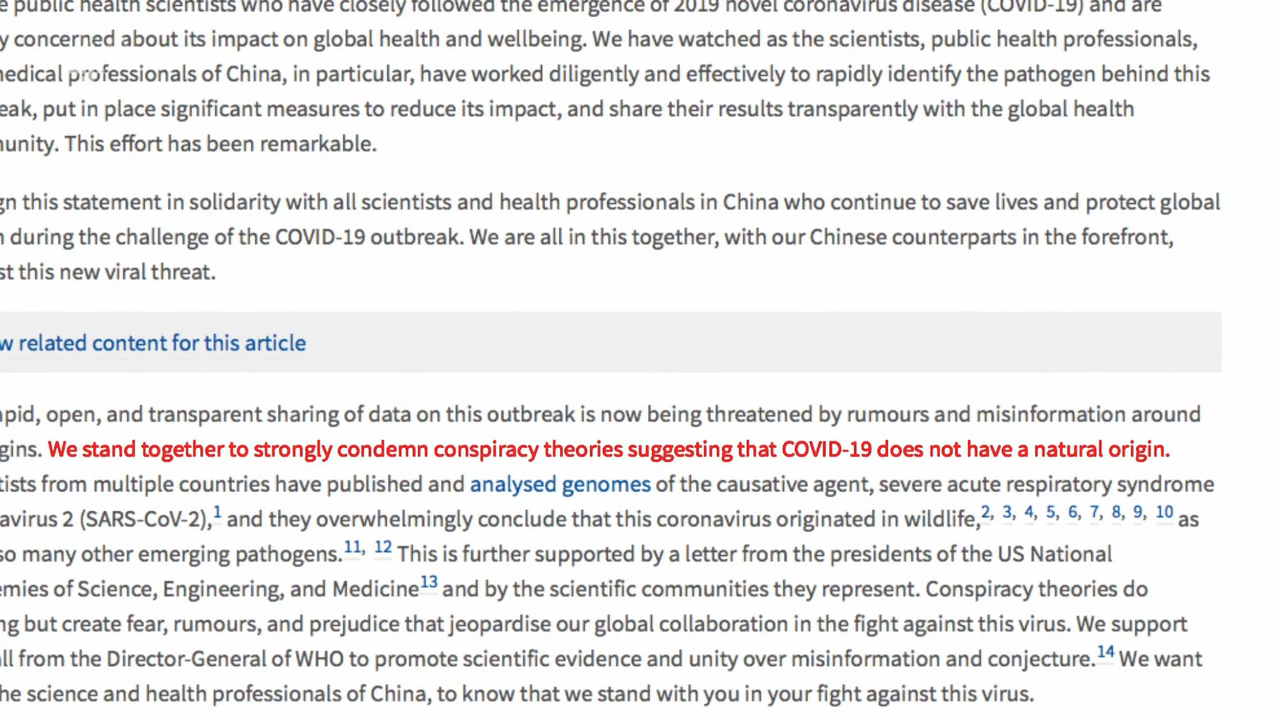 e public health scientists who have closely followed the emergence of 2019 novel coronavirus disease (COVID-19) and are
y concerned about its impact on global health and wellbeing. We have watched as the scientists, public health professionals,
medical professionals of China, in particular, have worked diligently and effectively to rapidly identify the pathogen behind this
eak, put in place significant measures to reduce its impact, and share their results transparently with the global health
nunity. This effort has been remarkable.
gn this statement in solidarity with all scientists and health professionals in China who continue to save lives and protect global
n during the challenge of the COVID-19 outbreak. We are all in this together, with our Chinese counterparts in the forefront,
st this new viral threat.
w related content for this article
apid, open, and transparent sharing of data on this outbreak is now being threatened by rumours and misinformation around
gins. We stand together to strongly condemn conspiracy theories suggesting that COVID-19 does not have a natural origin.
tists from multiple countries have published and analysed genomes of the causative agent, severe acute respiratory syndrome
avirus 2 (SARS-CoV-2),1 and they overwhelmingly conclude that this coronavirus originated in wildlife,2, 3, 4, 5, 6, 7, 8, 9, 10 as
so many other emerging pathogens.11, 12 This is further supported by a letter from the presidents of the US National
emies of Science, Engineering, and Medicine13 and by the scientific communities they represent. Conspiracy theories do
ng but create fear, rumours, and prejudice that jeopardise our global collaboration in the fight against this virus. We support
ll from the Director-General of WHO to promote scientific evidence and unity over misinformation and conjecture.14 We want
he science and health professionals of China, to know that we stand with you in your fight against this virus.